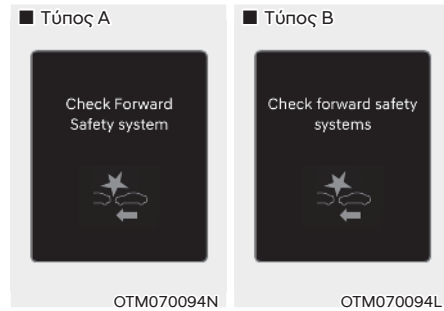 ■ Τύπος A
Check Forward
Safety system
OTM070094N
■ Τύπος B
Check forward safety
systems
OTM070094L